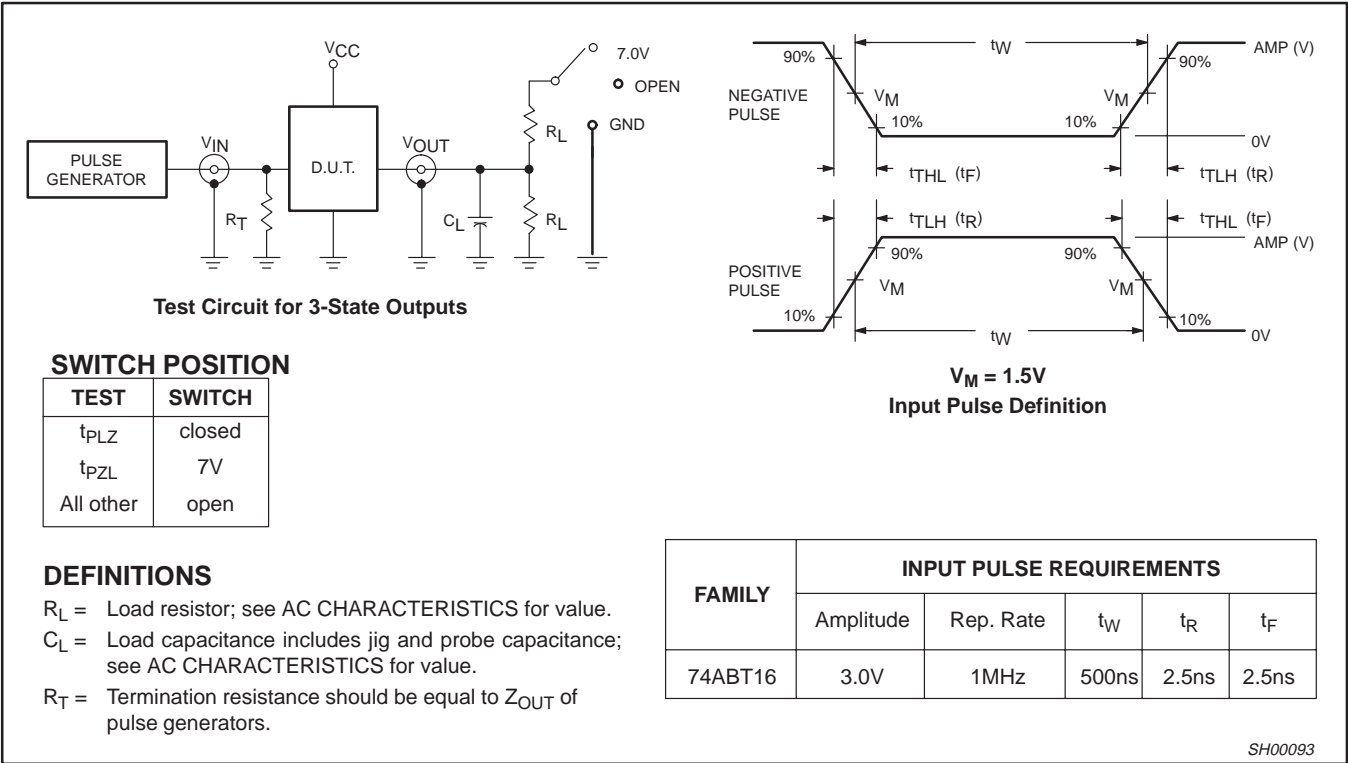 VCC
7.0V
OPEN
GND
RL
PULSE
GENERATOR
VIN
D.U.T.
VOUT
RT
CL
RL
Test Circuit for 3-State Outputs
90%
tW
90%
AMP (V)
NEGATIVE
PULSE
VM
VM
10%
10%
0V
tTHL (tF)
tTLH (tR)
tTLH (tR)
tTHL (tF)
AMP (V)
90%
90%
POSITIVE
PULSE
VM
VM
10%
10%
tW
0V
VM = 1.5V
Input Pulse Definition
SWITCH POSITION
TEST SWITCH
tPLZ closed
tPZL 7V
All other open
DEFINITIONS
RL = Load resistor; see AC CHARACTERISTICS for value.
CL = Load capacitance includes jig and probe capacitance;
see AC CHARACTERISTICS for value.
RT = Termination resistance should be equal to ZOUT of
pulse generators.
FAMILY INPUT PULSE REQUIREMENTS
Amplitude Rep. Rate tW tR tF
74ABT16 3.0V 1MHz 500ns 2.5ns 2.5ns
SH00093